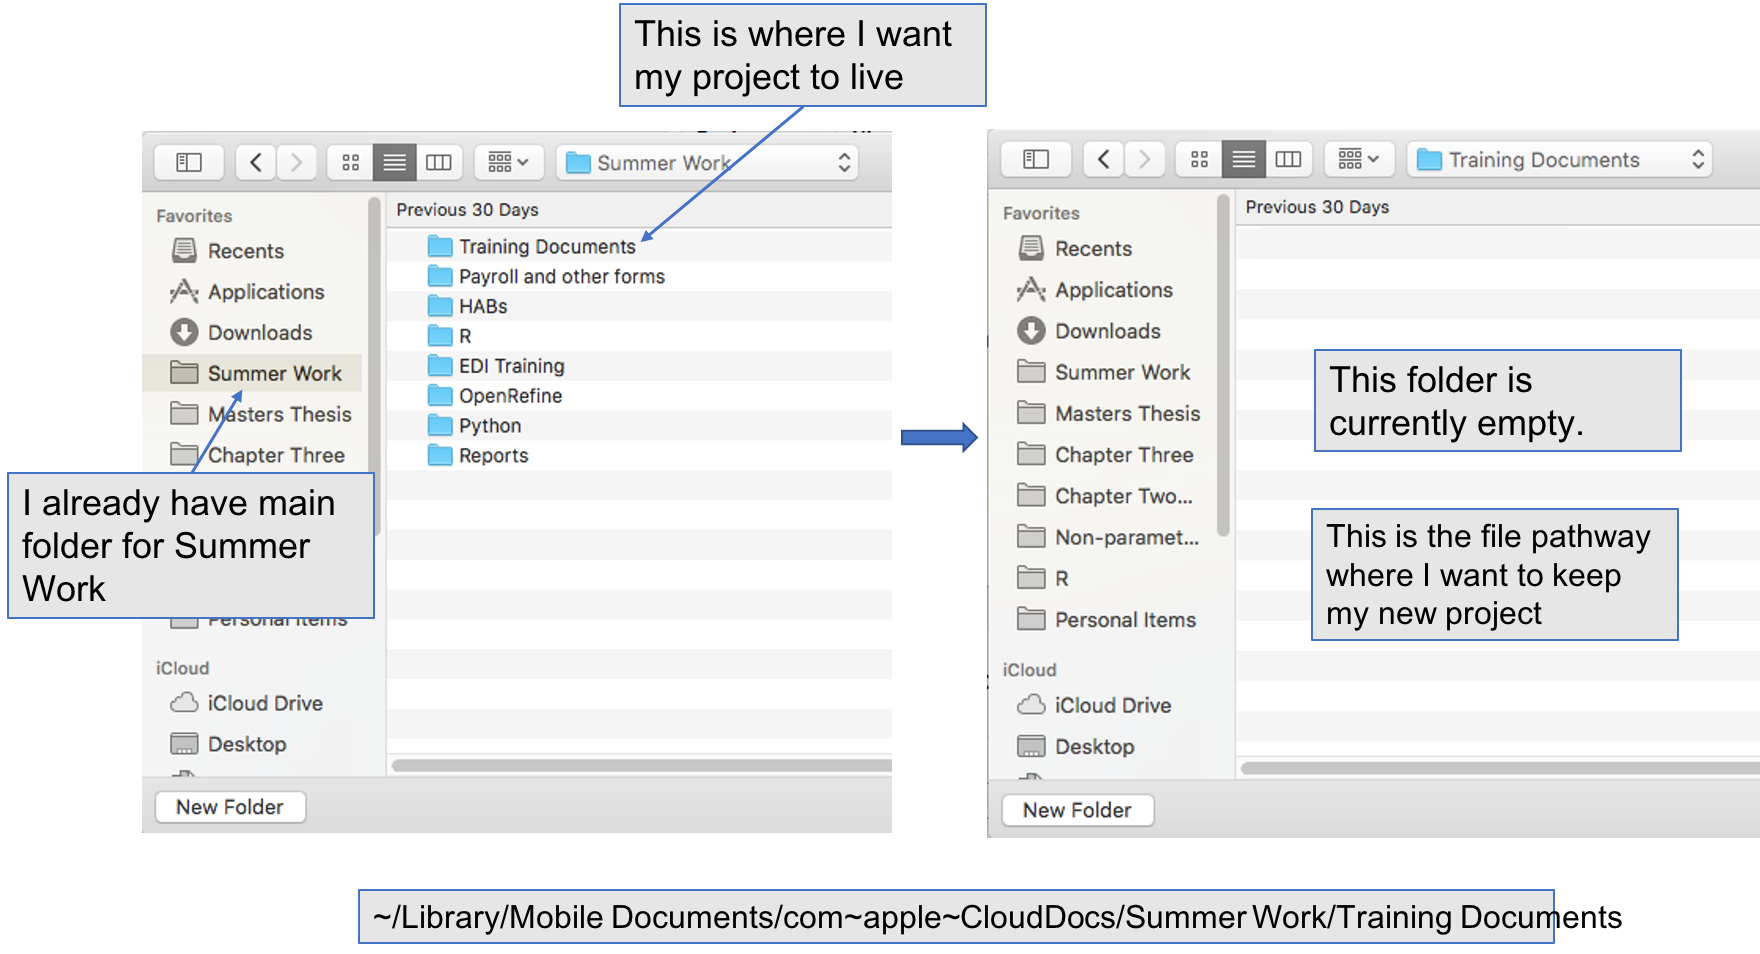 This is where I want
my project to live
Summer Work
Favorites
Recents
Applications
Downloads
Summer Work
Masters Thesis
Chapter Three
Personal Items
iCloud
iCloud Drive
Desktop
New Folder
Previous 30 Days
Training Documents
Payroll and other forms
HABs
R
EDI Training
OpenRefine
Python
Reports
I already have main
folder for Summer
Work
Training Documents
Favorites
Recents
Applications
Downloads
Summer Work
Masters Thesis
Chapter Three
Chapter Two...
Non-paramet...
R
Personal Items
iCloud
iCloud Drive
Desktop
New Folder
Previous 30 Days
This folder is
currently empty.
This is the file pathway
where I want to keep
my new project
~/Library/Mobile Documents/com~apple~CloudDocs/Summer Work/Training Documents